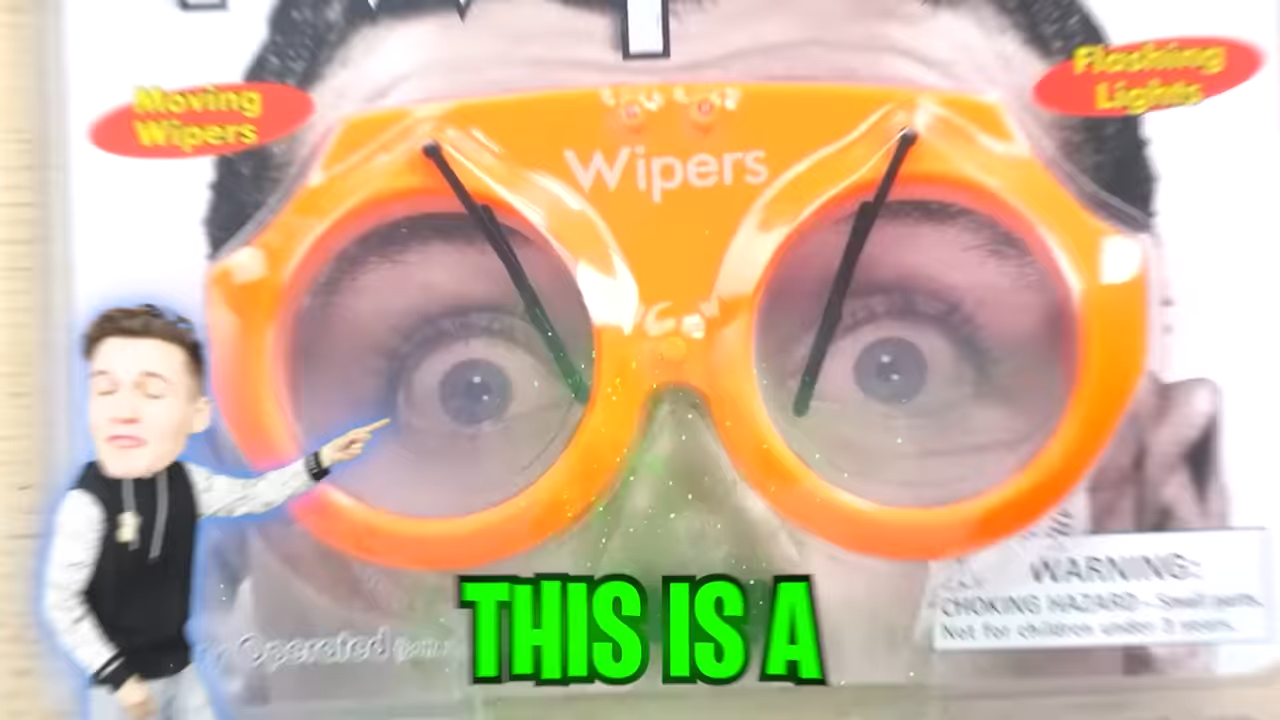 Moving
Wipers
Flashing
Lights
Wipers
Operated
WARNING:
CHOKING HAZARD - Small parts.
Not for children under 3 years.
THIS IS A